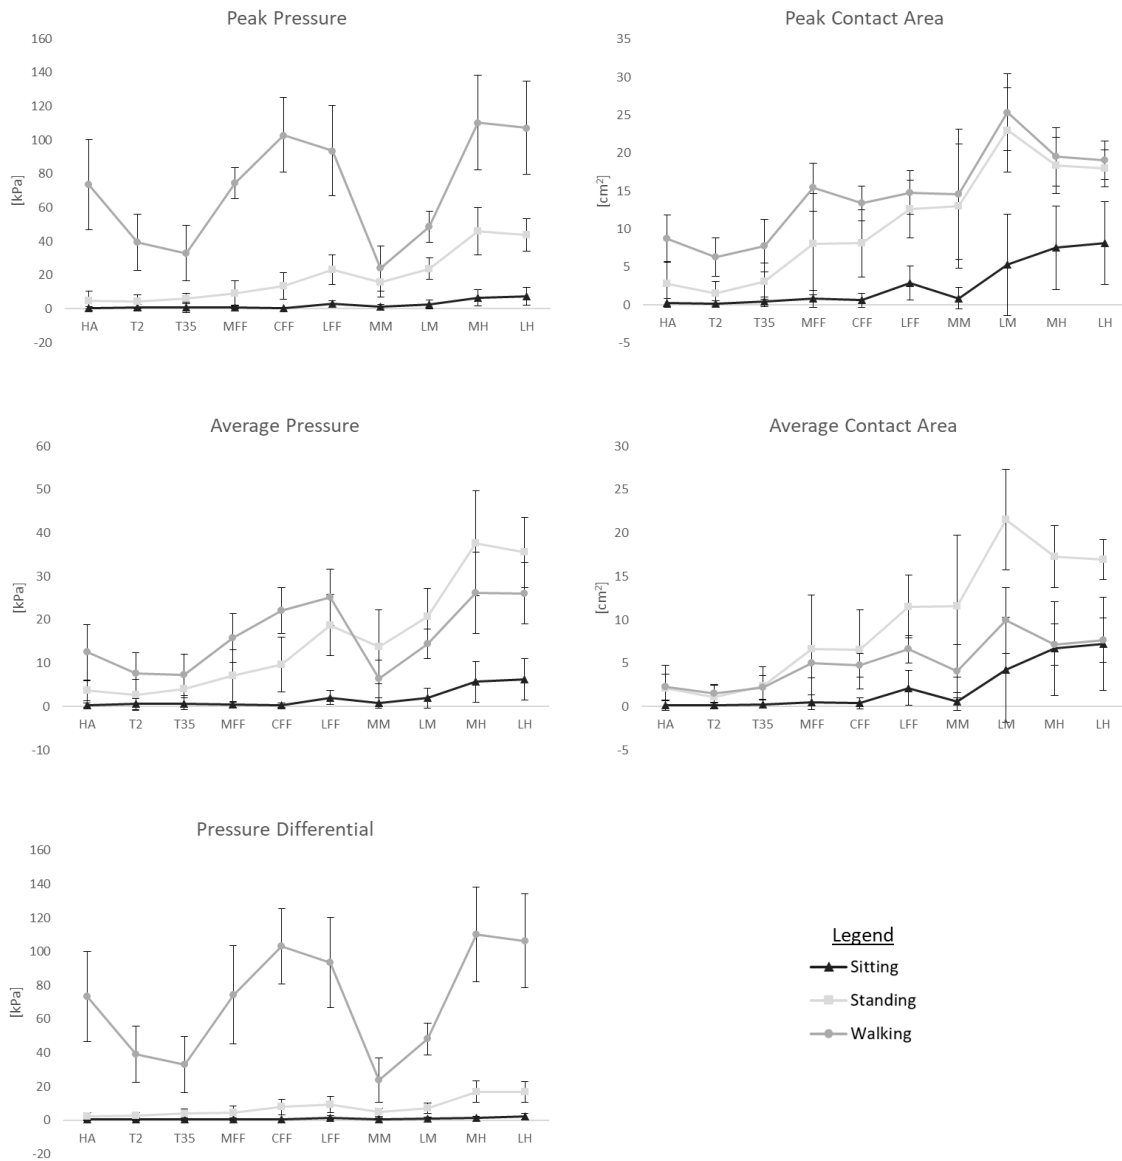 Peak Pressure
160
140
120
100
80
60
40
20
0
-20
[kPa]
HA T2 T35 MFF CFF LFF MM LM MH LH
Peak Contact Area
35
30
25
20
15
10
5
0
-5
[cm²]
HA T2 T35 MFF CFF LFF MM LM MH LH
Average Pressure
60
50
40
30
20
10
0
-10
[kPa]
HA T2 T35 MFF CFF LFF MM LM MH LH
Average Contact Area
30
25
20
15
10
5
0
-5
[cm²]
HA T2 T35 MFF CFF LFF MM LM MH LH
Pressure Differential
160
140
120
100
80
60
40
20
0
-20
[kPa]
HA T2 T35 MFF CFF LFF MM LM MH LH
Legend
Sitting
Standing
Walking